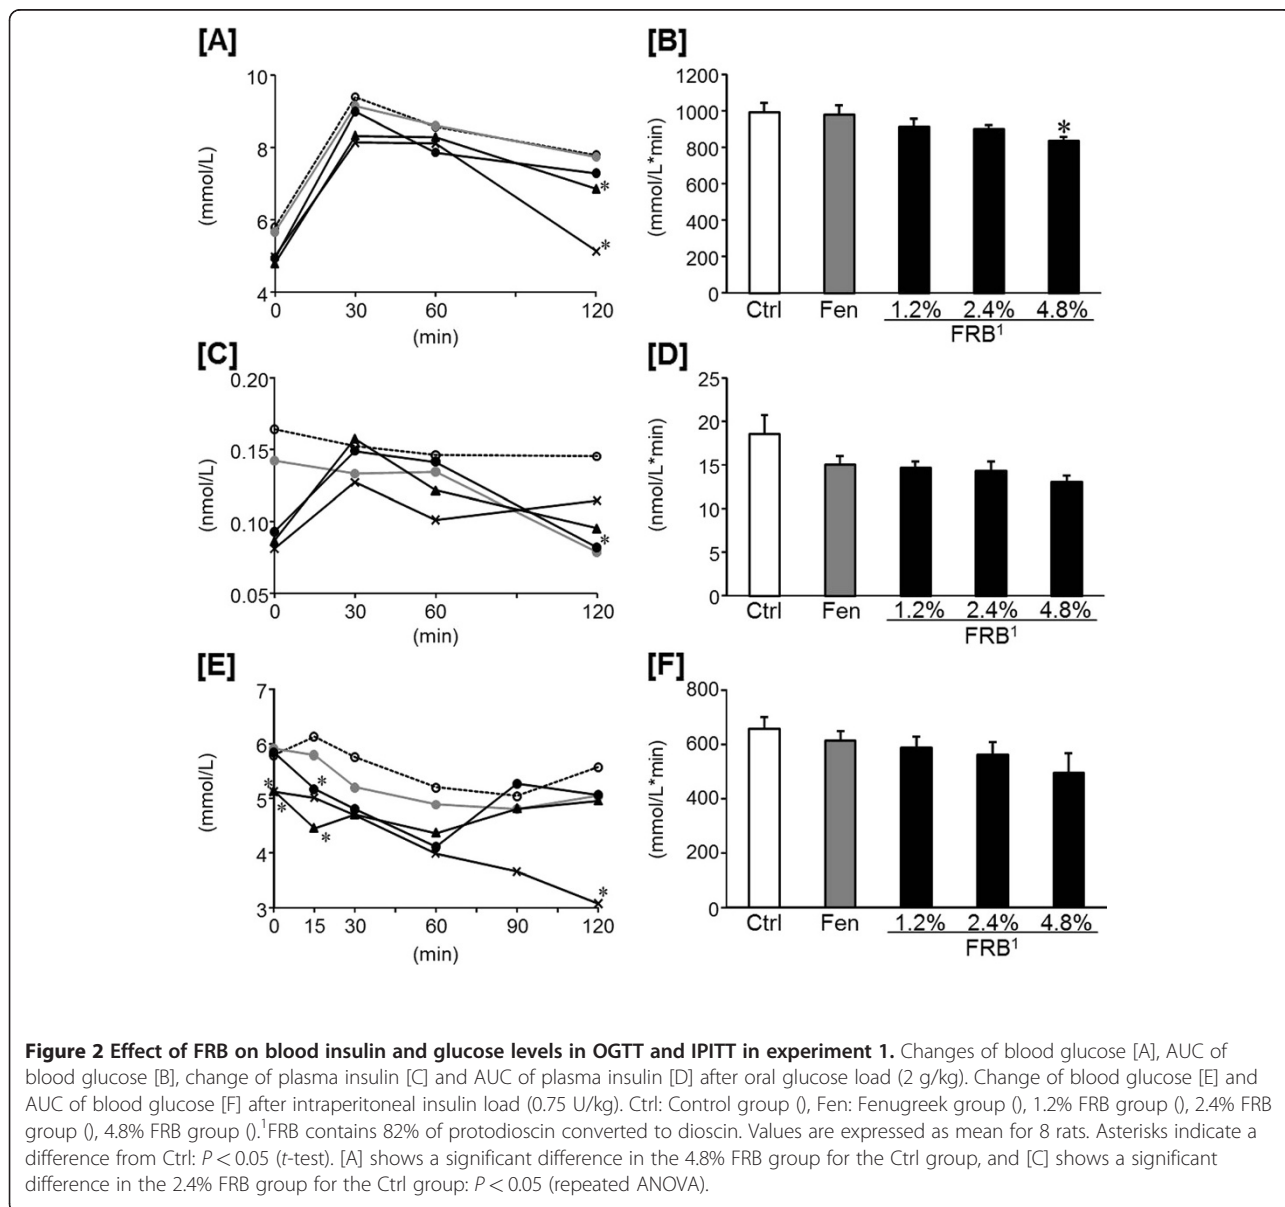 [A]
(mmol/L)
10
8
6
4
0 30 60 120
(min)
*
*
[B]
(mmol/L*min)
1200
1000
800
600
400
200
0
*
Ctrl Fen 1.2% 2.4% 4.8%
FRB¹
[C]
(nmol/L)
0.20
0.15
0.10
0.05
0 30 60 120
(min)
*
[D]
(nmol/L*min)
25
20
15
10
5
0
Ctrl Fen 1.2% 2.4% 4.8%
FRB¹
[E]
(mmol/L)
7
6
5
4
3
0 15 30 60 90 120
(min)
*
*
*
*
*
[F]
(mmol/L*min)
800
600
400
200
0
Ctrl Fen 1.2% 2.4% 4.8%
FRB¹
Figure 2 Effect of FRB on blood insulin and glucose levels in OGTT and IPITT in experiment 1. Changes of blood glucose [A], AUC of
blood glucose [B], change of plasma insulin [C] and AUC of plasma insulin [D] after oral glucose load (2 g/kg). Change of blood glucose [E] and
AUC of blood glucose [F] after intraperitoneal insulin load (0.75 U/kg). Ctrl: Control group (), Fen: Fenugreek group (), 1.2% FRB group (), 2.4% FRB
group (), 4.8% FRB group ().¹FRB contains 82% of protodioscin converted to dioscin. Values are expressed as mean for 8 rats. Asterisks indicate a
difference from Ctrl: P < 0.05 (t-test). [A] shows a significant difference in the 4.8% FRB group for the Ctrl group, and [C] shows a significant
difference in the 2.4% FRB group for the Ctrl group: P < 0.05 (repeated ANOVA).